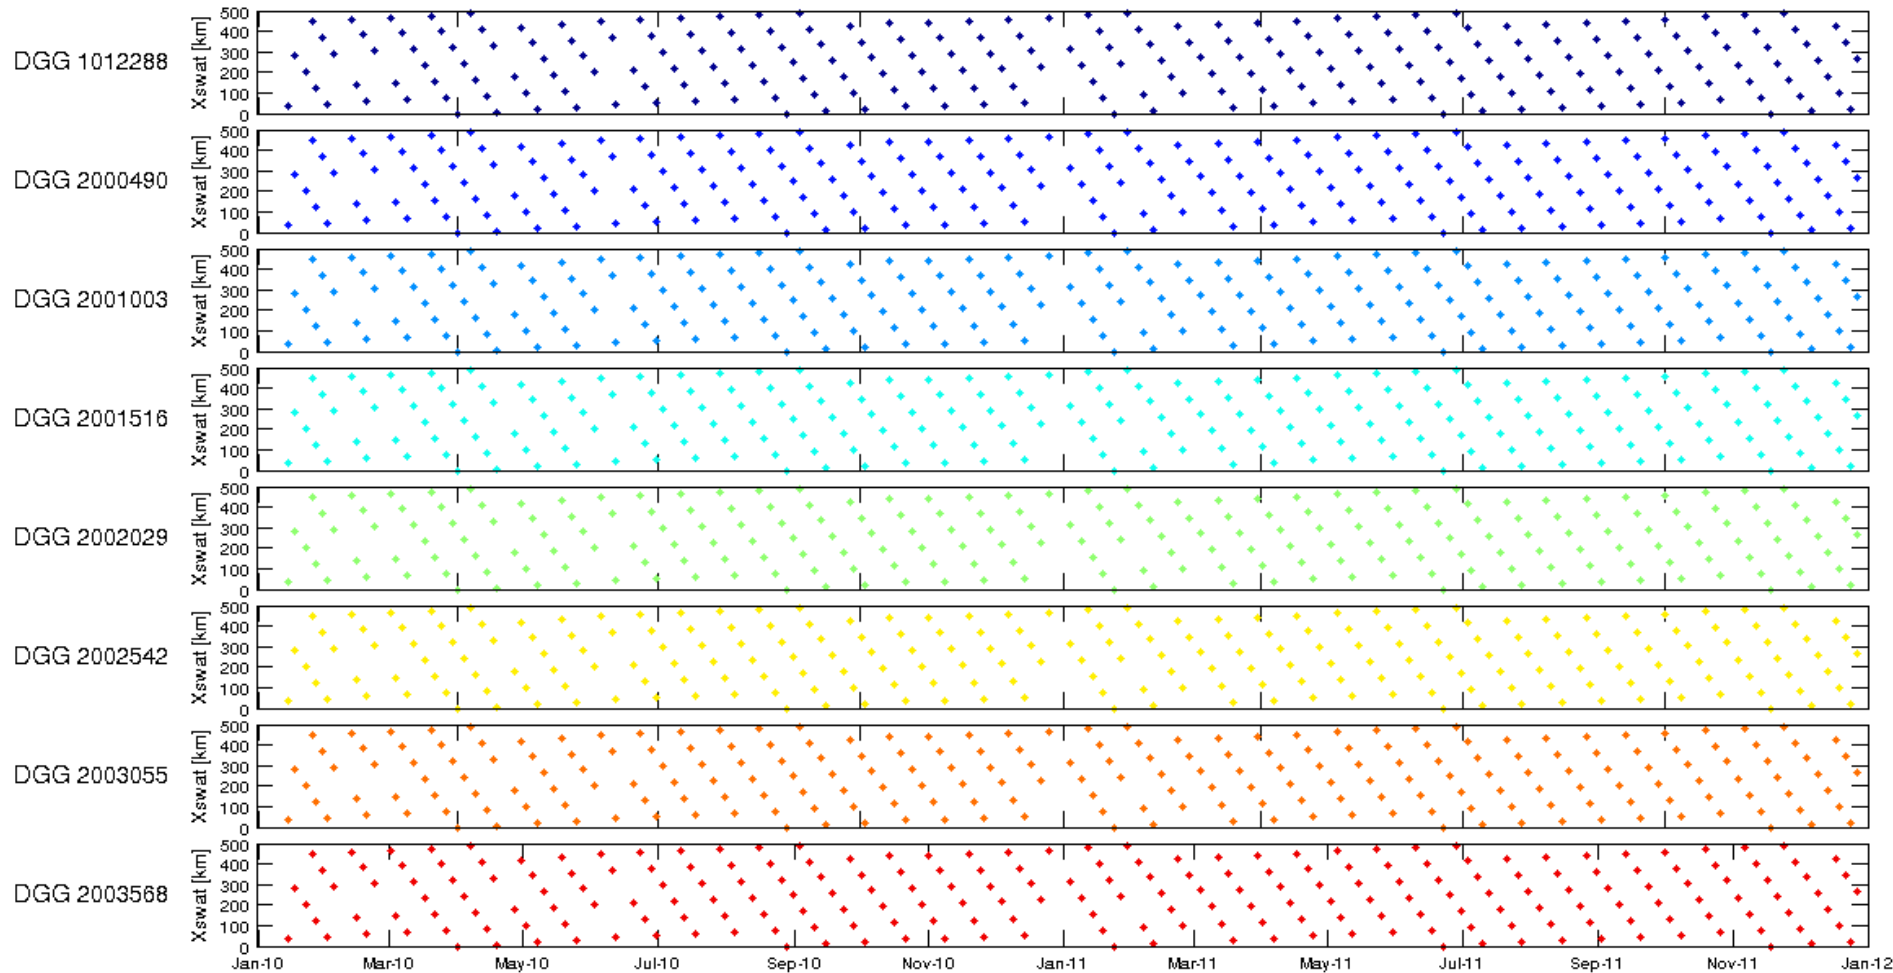 DGG 1012288
Xswat [km]
500
400
300
200
100
0
DGG 2000490
Xswat [km]
500
400
300
200
100
0
DGG 2001003
Xswat [km]
500
400
300
200
100
0
DGG 2001516
Xswat [km]
500
400
300
200
100
0
DGG 2002029
Xswat [km]
500
400
300
200
100
0
DGG 2002542
Xswat [km]
500
400
300
200
100
0
DGG 2003055
Xswat [km]
500
400
300
200
100
0
DGG 2003568
Xswat [km]
500
400
300
200
100
0
Jan-10 Mar-10 May-10 Jul-10 Sep-10 Nov-10 Jan-11 Mar-11 May-11 Jul-11 Sep-11 Nov-11 Jan-12